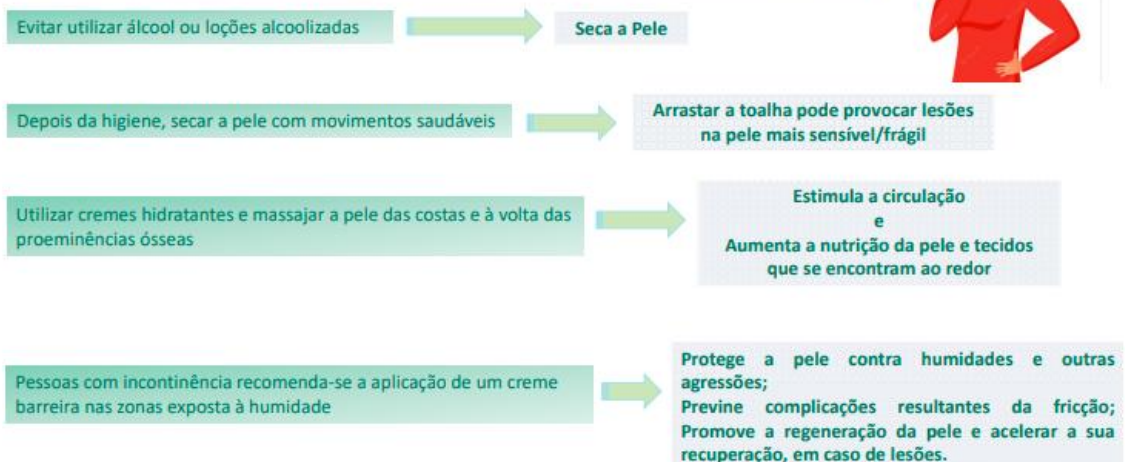 Evitar utilizar álcool ou loções alcoolizadas
Seca a Pele
Depois da higiene, secar a pele com movimentos saudáveis
Arrastar a toalha pode provocar lesões
na pele mais sensível/frágil
Utilizar cremes hidratantes e massajar a pele das costas e à volta das
proeminências ósseas
Estimula a circulação
e
Aumenta a nutrição da pele e tecidos
que se encontram ao redor
Pessoas com incontinência recomenda-se a aplicação de um creme
barreira nas zonas exposta à humidade
Protege a pele contra humidades e outras
agressões;
Previne complicações resultantes da fricção;
Promove a regeneração da pele e acelerar a sua
recuperação, em caso de lesões.